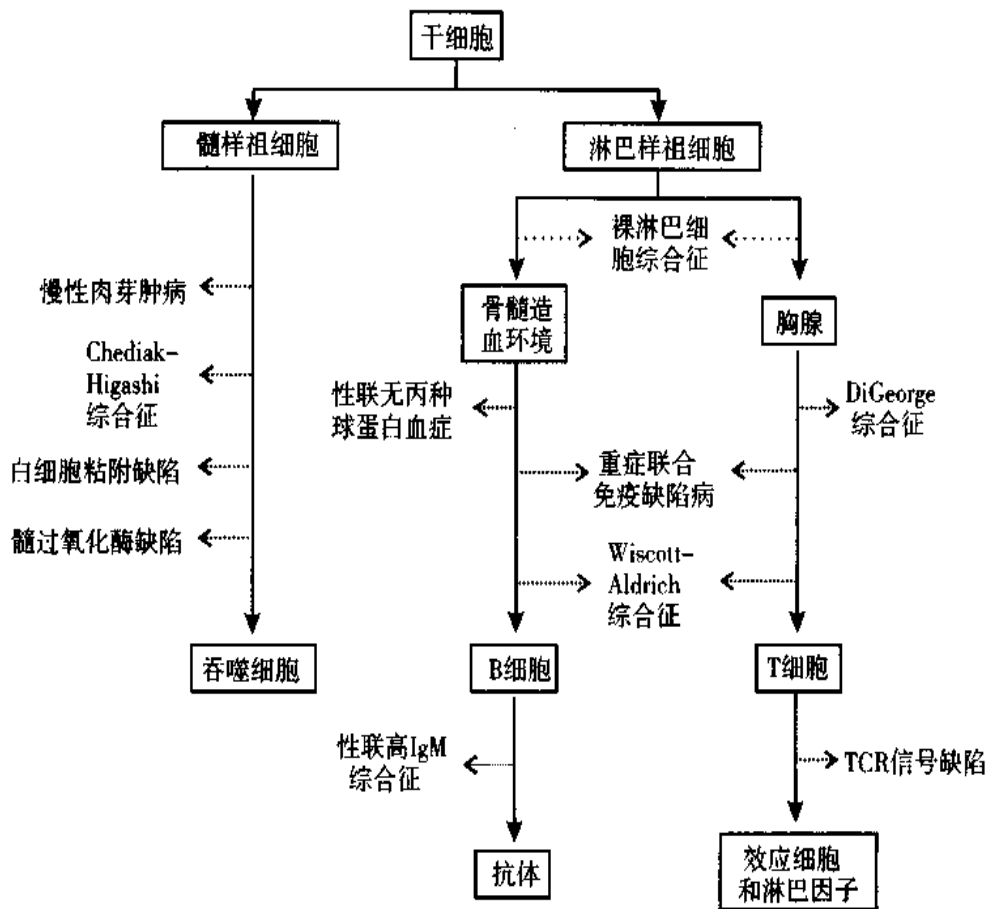 干细胞
髓样祖细胞
淋巴样祖细胞
裸淋巴细
胞综合征
慢性肉芽肿病
骨髓造
血环境
胸腺
Chediak-
Higashi
综合征
性联无丙种
球蛋白血症
DiGeorge
综合征
白细胞粘附缺陷
重症联合
免疫缺陷病
髓过氧化酶缺陷
Wiscott-
Aldrich
综合征
吞噬细胞
B细胞
T细胞
性联高IgM
综合征
TCR信号缺陷
抗体
效应细胞
和淋巴因子